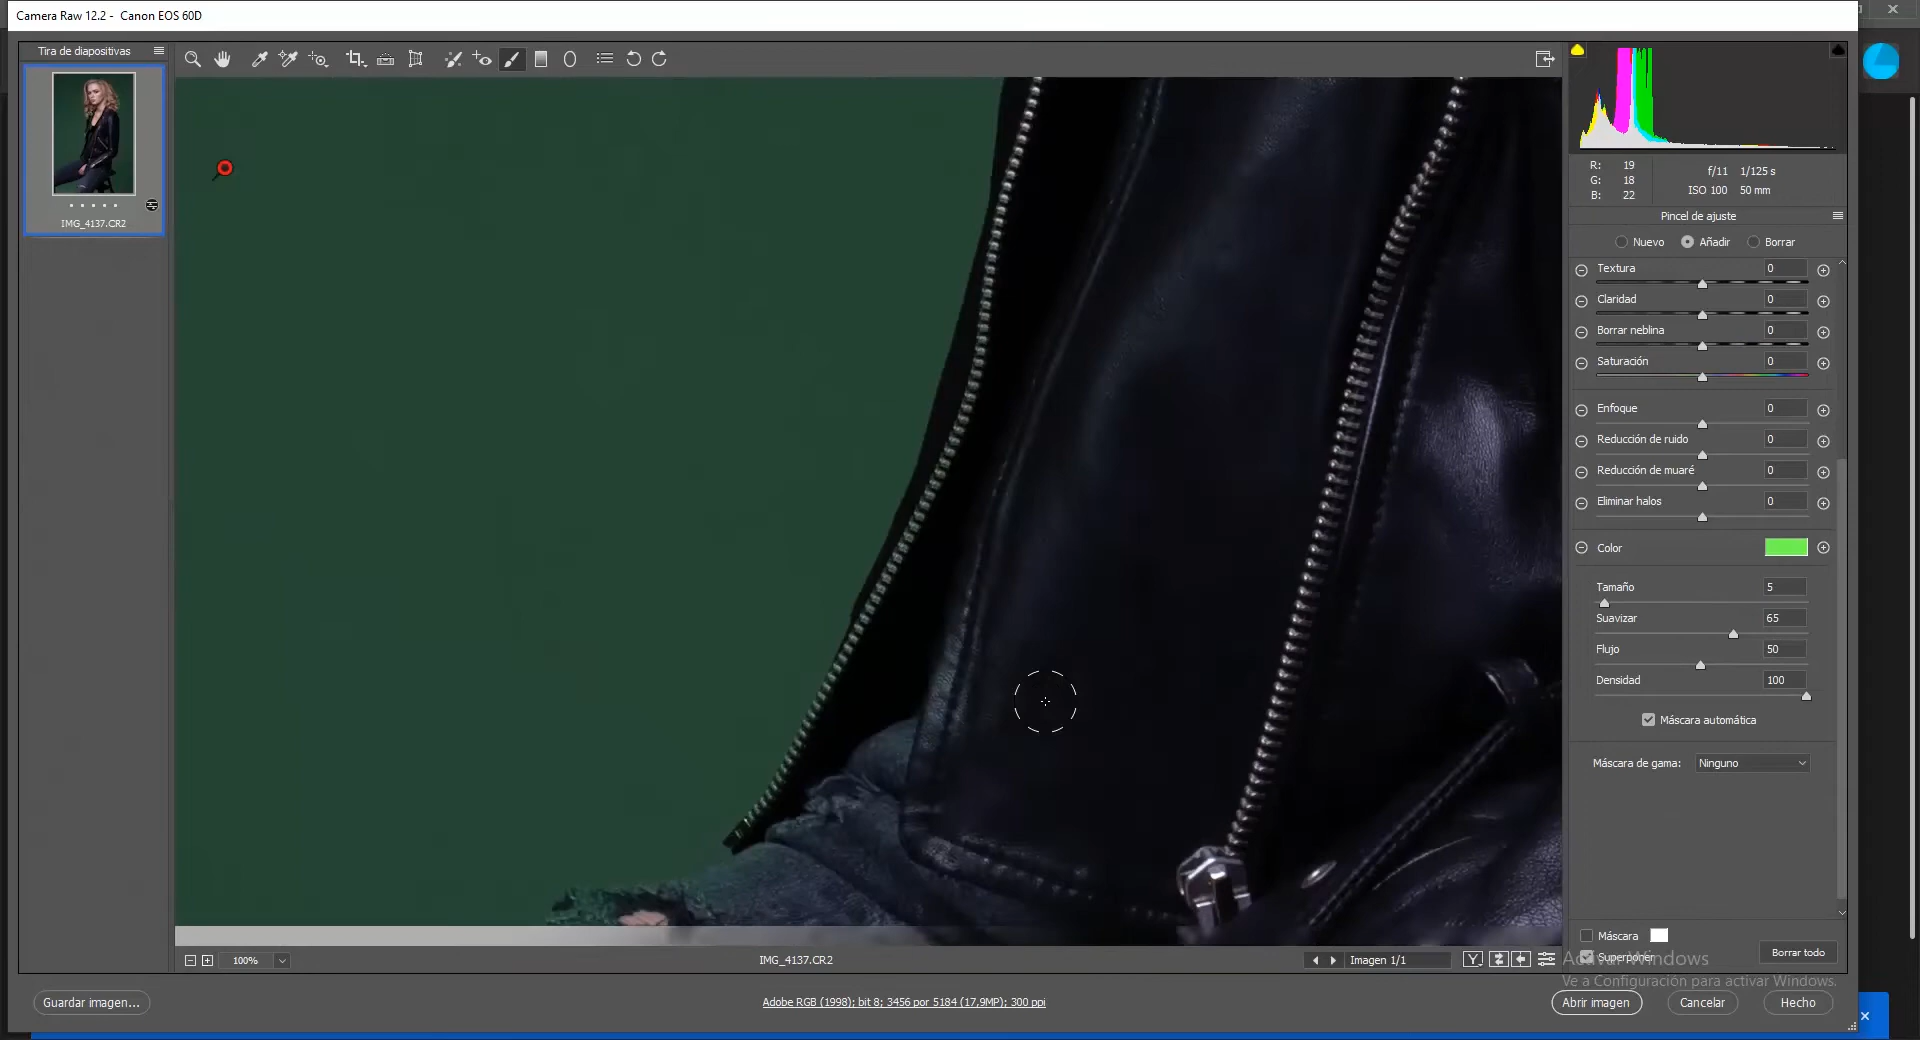 Camera Raw 12.2 - Canon EOS 60D
Tira de diapositivas
IMG_4137.CR2
R: 19
G: 18
B: 22
f/11 1/125 s
ISO 100 50 mm
Pincel de ajuste
Nuevo Añadir Borrar
Textura 0
Claridad 0
Borrar neblina 0
Saturación 0
Enfoque 0
Reducción de ruido 0
Reducción de muaré 0
Eliminar halos 0
Color
Tamaño 5
Suavizar 65
Flujo 50
Densidad 100
Máscara automática
Máscara de gama: Ninguno
Máscara
Superponer
Borrar todo
Activar Windows
Ve a Configuración para activar Windows.
100%
IMG_4137.CR2
Imagen 1/1
Y
Guardar imagen...
Adobe RGB (1998); bit 8; 3456 por 5184 (17,9MP); 300 ppi
Abrir imagen
Cancelar
Hecho